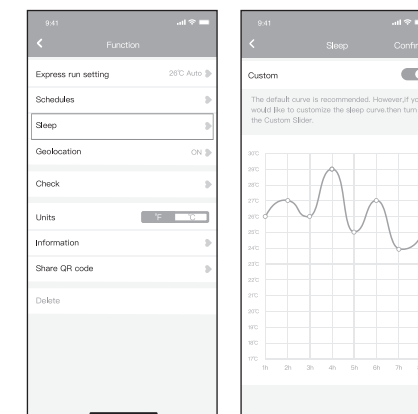 9:41
Function
Express run setting
26°C Auto
Schedules
Sleep
Geolocation
ON
Check
Units
°F
°C
Information
Share QR code
Delete
9:41
Sleep
Confir
Custom
The default curve is recommended. However,if yo
would like to customize the sleep curve.then turn
the Custom Slider.
30°C
29°C
28°C
27°C
26°C
25°C
24°C
23°C
22°C
21°C
20°C
19°C
18°C
17°C
1h 2h 3h 4h 5h 6h 7h